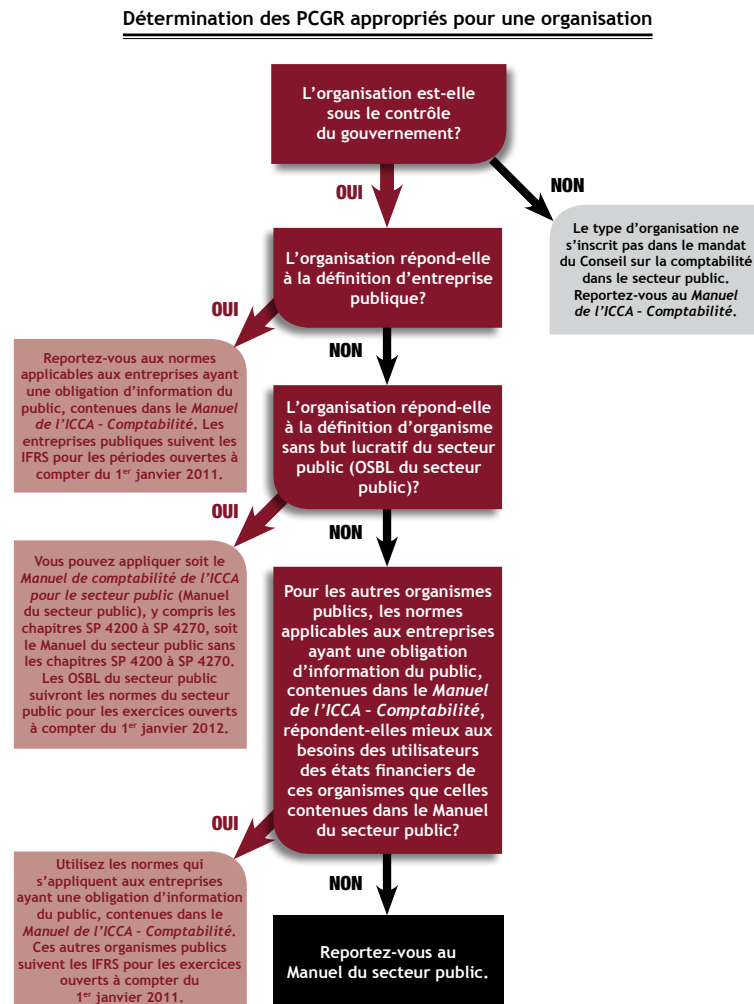 Détermination des PCGR appropriés pour une organisation
L'organisation est-elle
sous le contrôle
du gouvernement?
OUI
NON
Le type d'organisation ne
s'inscrit pas dans le mandat
du Conseil sur la comptabilité
dans le secteur public.
Reportez-vous au Manuel
de l'ICCA – Comptabilité.
L'organisation répond-elle
à la définition d'entreprise
publique?
OUI
NON
Reportez-vous aux normes
applicables aux entreprises ayant
une obligation d'information du
public, contenues dans le Manuel
de l'ICCA – Comptabilité. Les
entreprises publiques suivent les
IFRS pour les périodes ouvertes à
compter du 1er janvier 2011.
L'organisation répond-elle
à la définition d'organisme
sans but lucratif du secteur
public (OSBL du secteur
public)?
OUI
NON
Vous pouvez appliquer soit le
Manuel de comptabilité de l'ICCA
pour le secteur public (Manuel
du secteur public), y compris les
chapitres SP 4200 à SP 4270, soit
le Manuel du secteur public sans
les chapitres SP 4200 à SP 4270.
Les OSBL du secteur public
suivront les normes du secteur
public pour les exercices ouverts
à compter du 1er janvier 2012.
Pour les autres organismes
publics, les normes
applicables aux entreprises
ayant une obligation
d'information du public,
contenues dans le Manuel
de l'ICCA – Comptabilité,
répondent-elles mieux aux
besoins des utilisateurs
des états financiers de
ces organismes que celles
contenues dans le Manuel
du secteur public?
OUI
NON
Utilisez les normes qui
s'appliquent aux entreprises
ayant une obligation d'information
du public, contenues dans le
Manuel de l'ICCA – Comptabilité.
Ces autres organismes publics
suivent les IFRS pour les exercices
ouverts à compter du
1er janvier 2011.
Reportez-vous au
Manuel du secteur public.